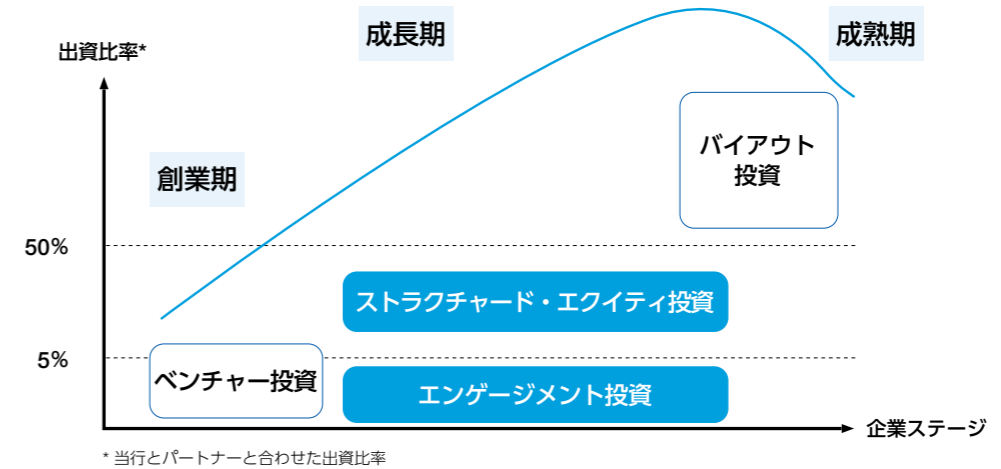 出資比率*
成長期
成熟期
創業期
バイアウト
投資
50%
ストラクチャード・エクイティ投資
5%
ベンチャー投資
エンゲージメント投資
企業ステージ
* 当行とパートナーと合わせた出資比率